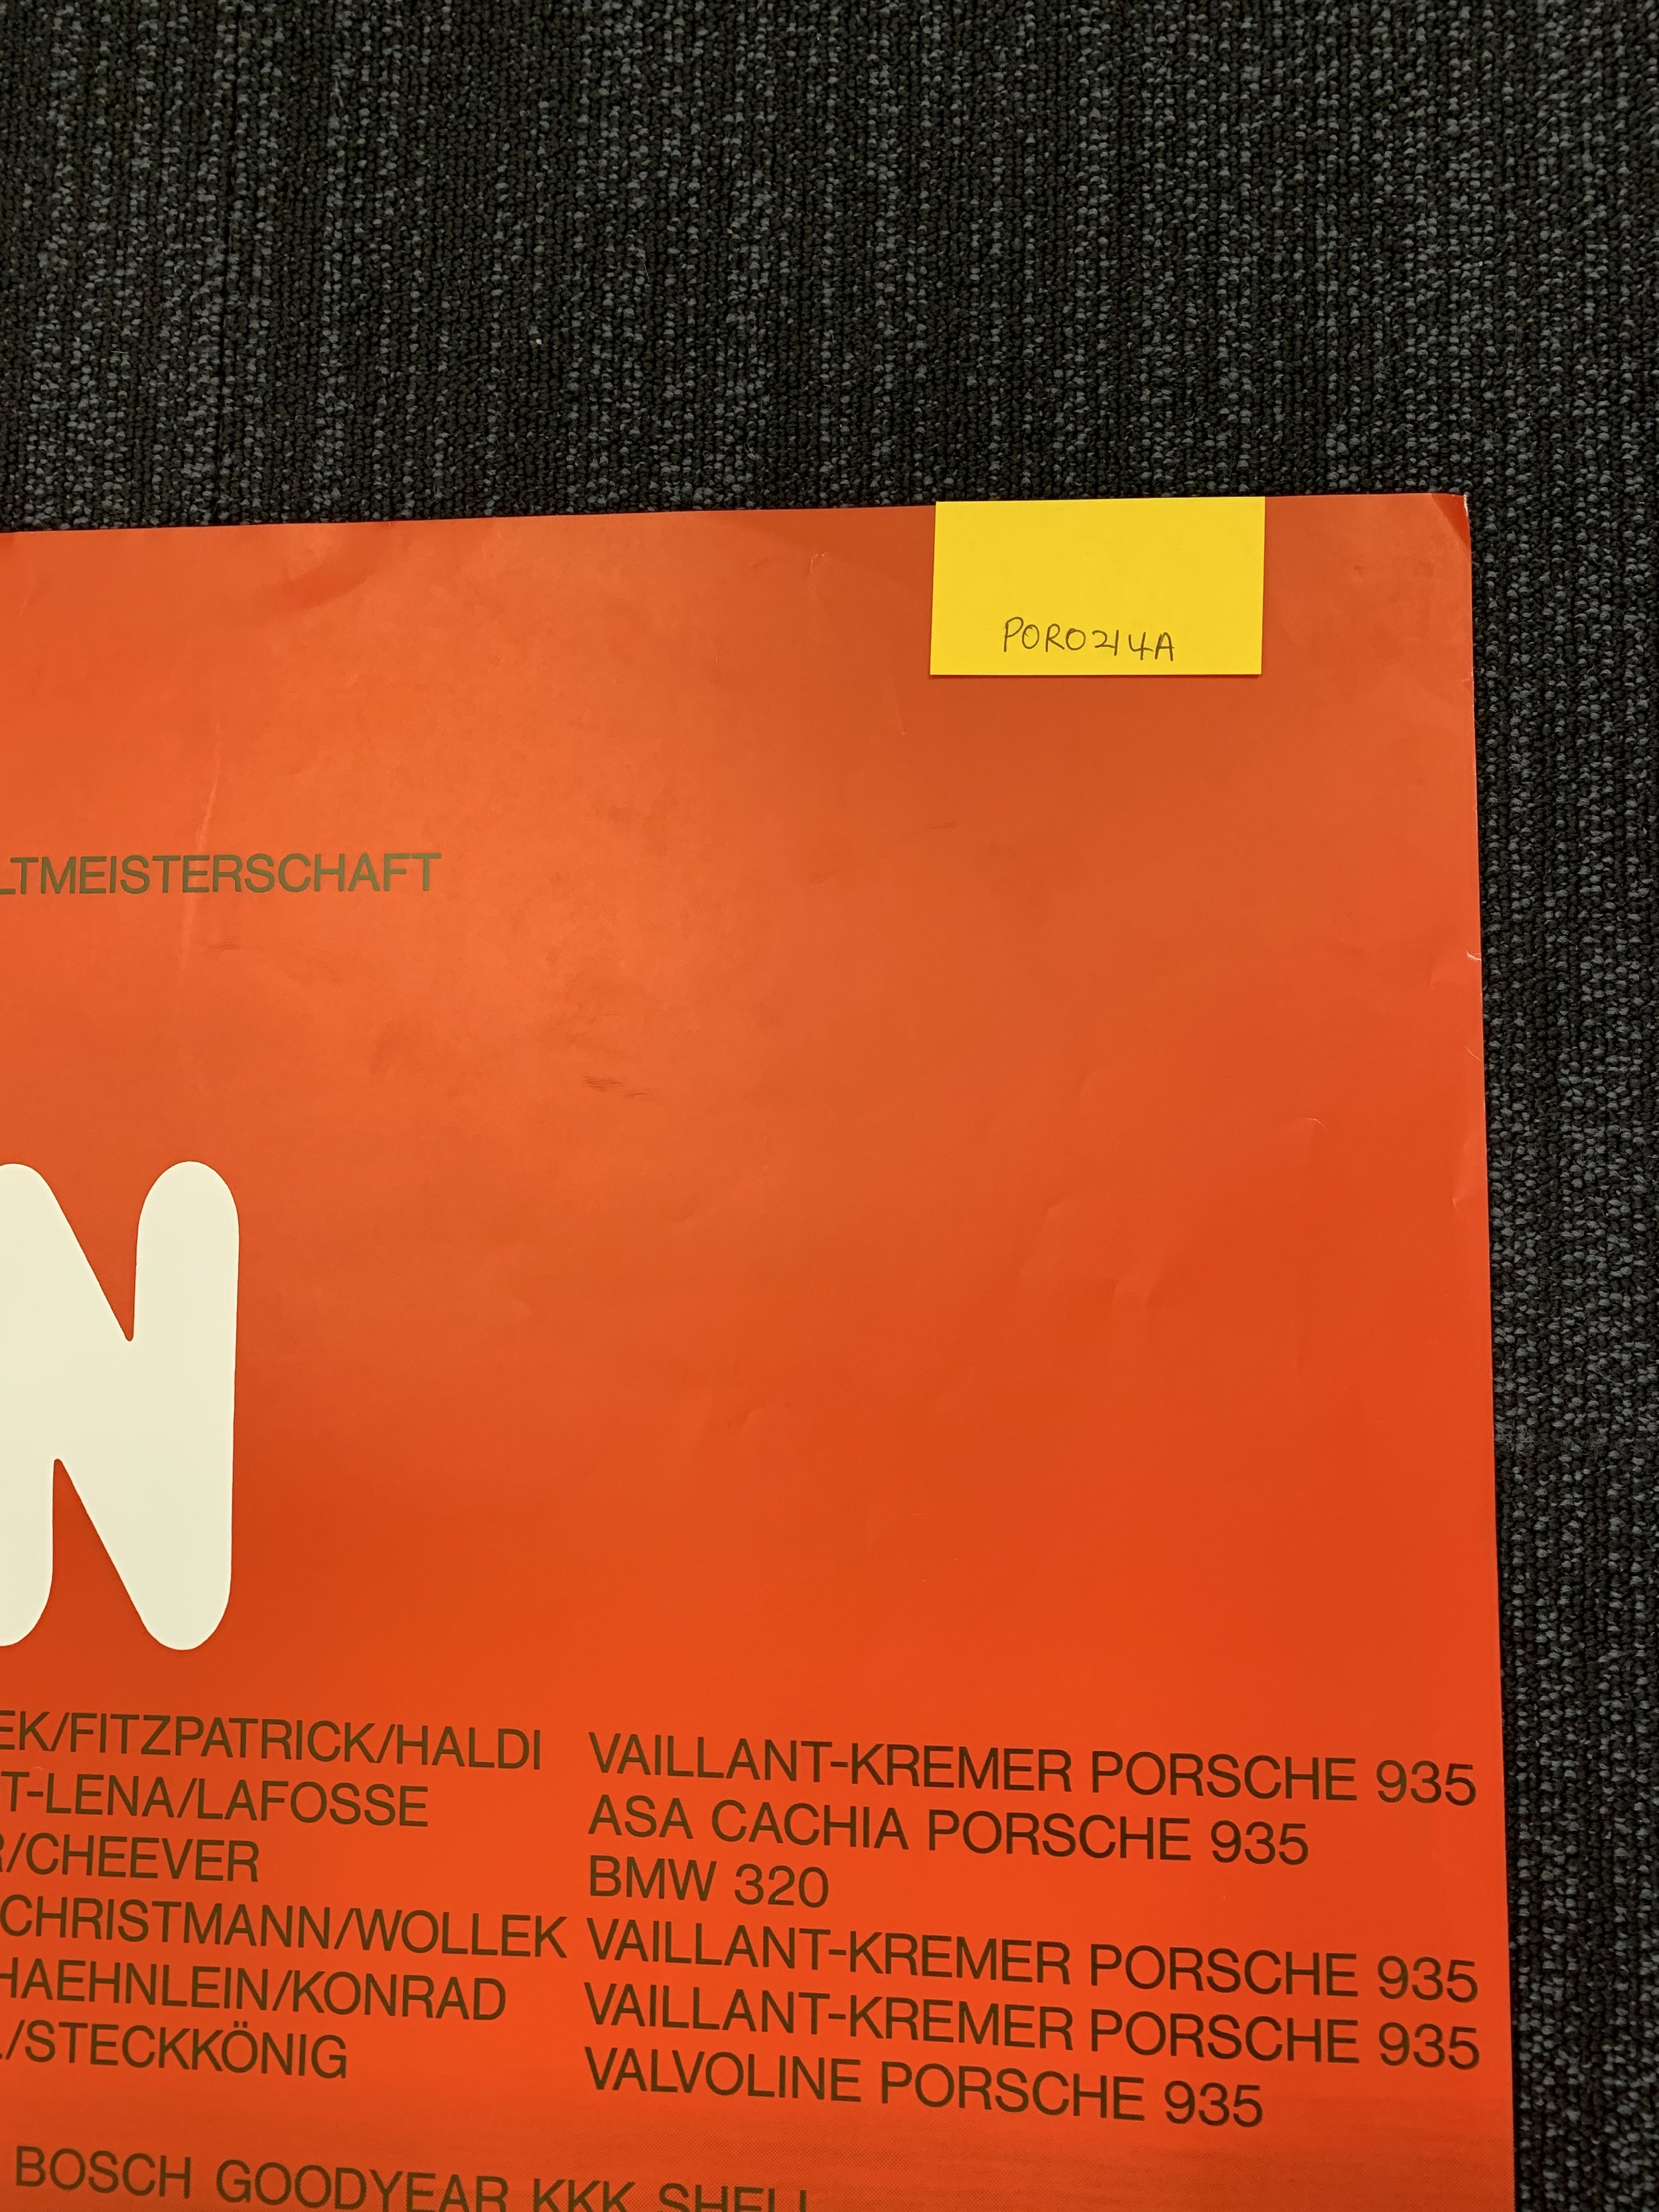 POR0214A
LTMEISTERSCHAFT
N
EK/FITZPATRICK/HALDI VAILLANT-KREMER PORSCHE 935
T-LENA/LAFOSSE ASA CACHIA PORSCHE 935
R/CHEEVER BMW 320
CHRISTMANN/WOLLEK VAILLANT-KREMER PORSCHE 935
HAEHNLEIN/KONRAD VAILLANT-KREMER PORSCHE 935
./STECKKÖNIG VALVOLINE PORSCHE 935
BOSCH GOODYEAR KKK SHELL